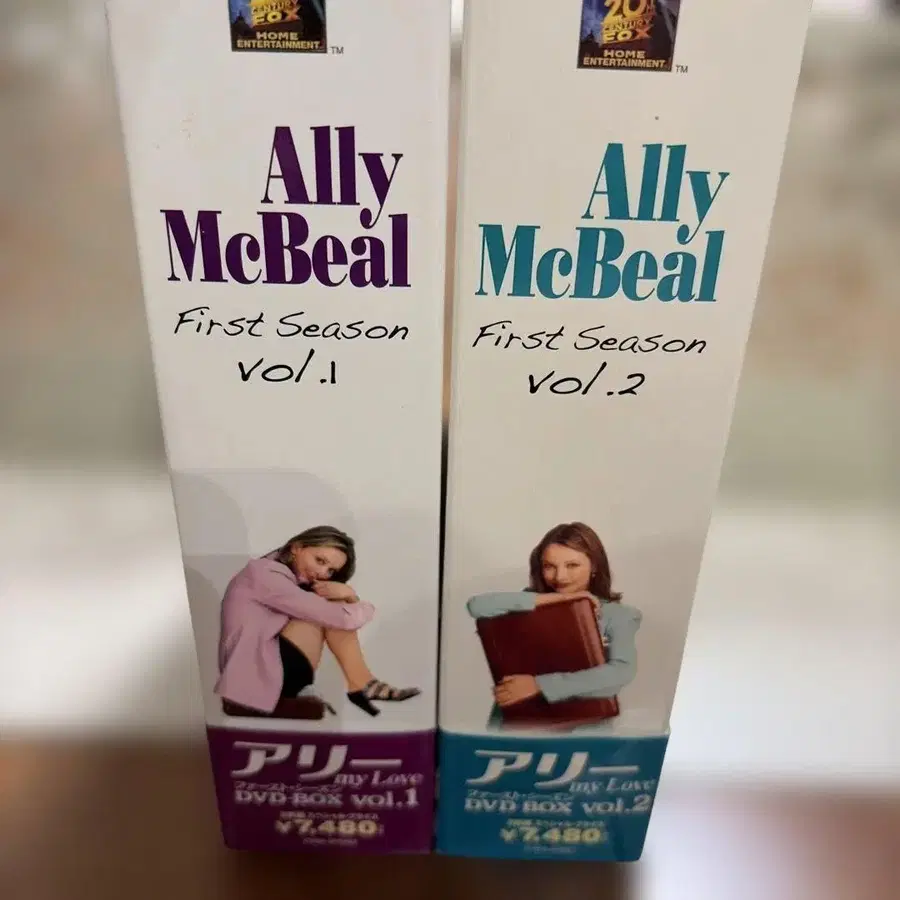 20th
CENTURY
FOX
HOME
ENTERTAINMENT
TM
Ally
McBeal
First Season
vol.1
アリー
my Love
ファースト・シーズン
DVD-BOX vol.1
¥7,480
20th
CENTURY
FOX
HOME
ENTERTAINMENT
TM
Ally
McBeal
First Season
vol.2
アリー
my Love
ファースト・シーズン
DVD BOX vol.2
¥7,480